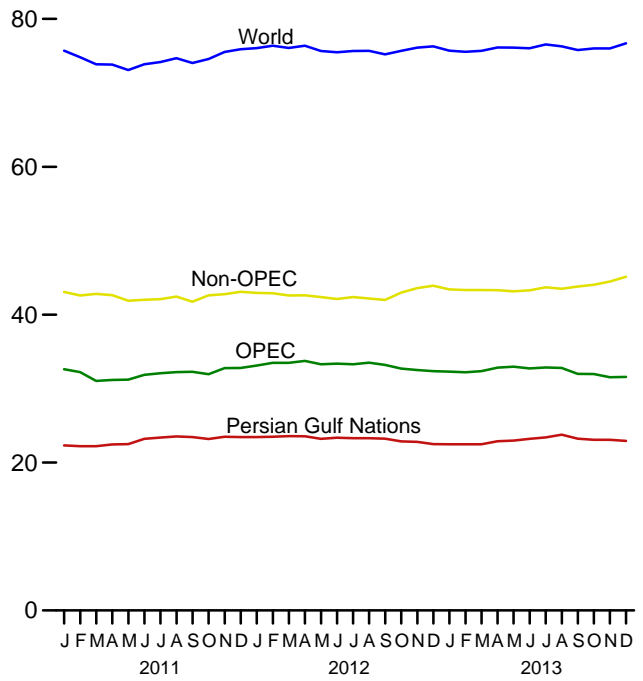 80
World
60
Non-OPEC
40
OPEC
Persian Gulf Nations
20
0
J F M A M J J A S O N D J F M A M J J A S O N D J F M A M J J A S O N D
2011 2012 2013